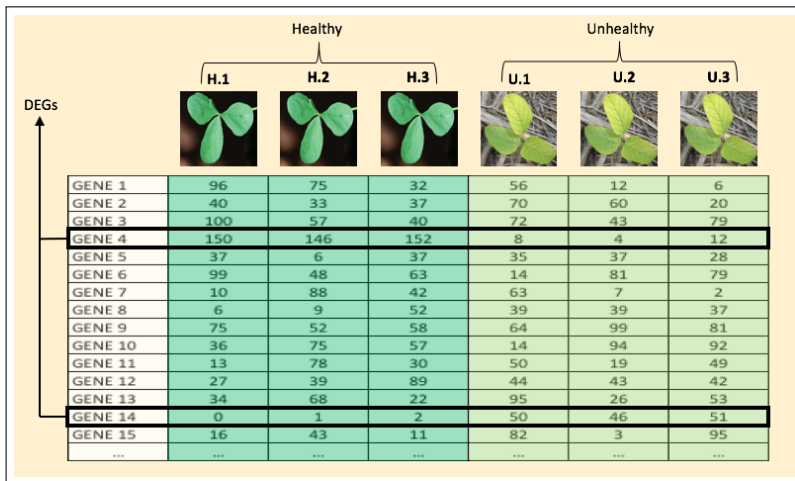 Healthy Unhealthy
H.1 H.2 H.3 U.1 U.2 U.3
DEGs
GENE 1 96 75 32 56 12 6
GENE 2 40 33 37 70 60 20
GENE 3 100 57 40 72 43 79
GENE 4 150 146 152 8 4 12
GENE 5 37 6 37 35 37 28
GENE 6 99 48 63 14 81 79
GENE 7 10 88 42 63 7 2
GENE 8 6 9 52 39 39 37
GENE 9 75 52 58 64 99 81
GENE 10 36 75 57 14 94 92
GENE 11 13 78 30 50 19 49
GENE 12 27 39 89 44 43 42
GENE 13 34 68 22 95 26 53
GENE 14 0 1 2 50 46 51
GENE 15 16 43 11 82 3 95
... ... ... ... ... ... ...